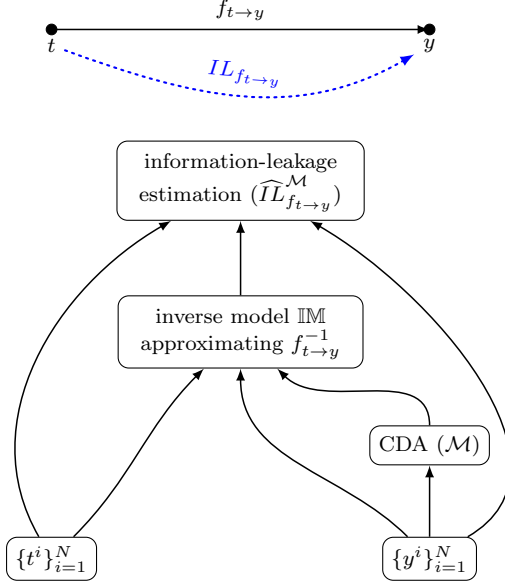 f_{t→y}
t
y
IL_{f_{t→y}}
information-leakage
estimation (\widehat{IL}^{\mathcal{M}}_{f_{t→y}})
inverse model 𝕀𝕄
approximating f^{-1}_{t→y}
CDA (ℳ)
{t^i}_{i=1}^N
{y^i}_{i=1}^N